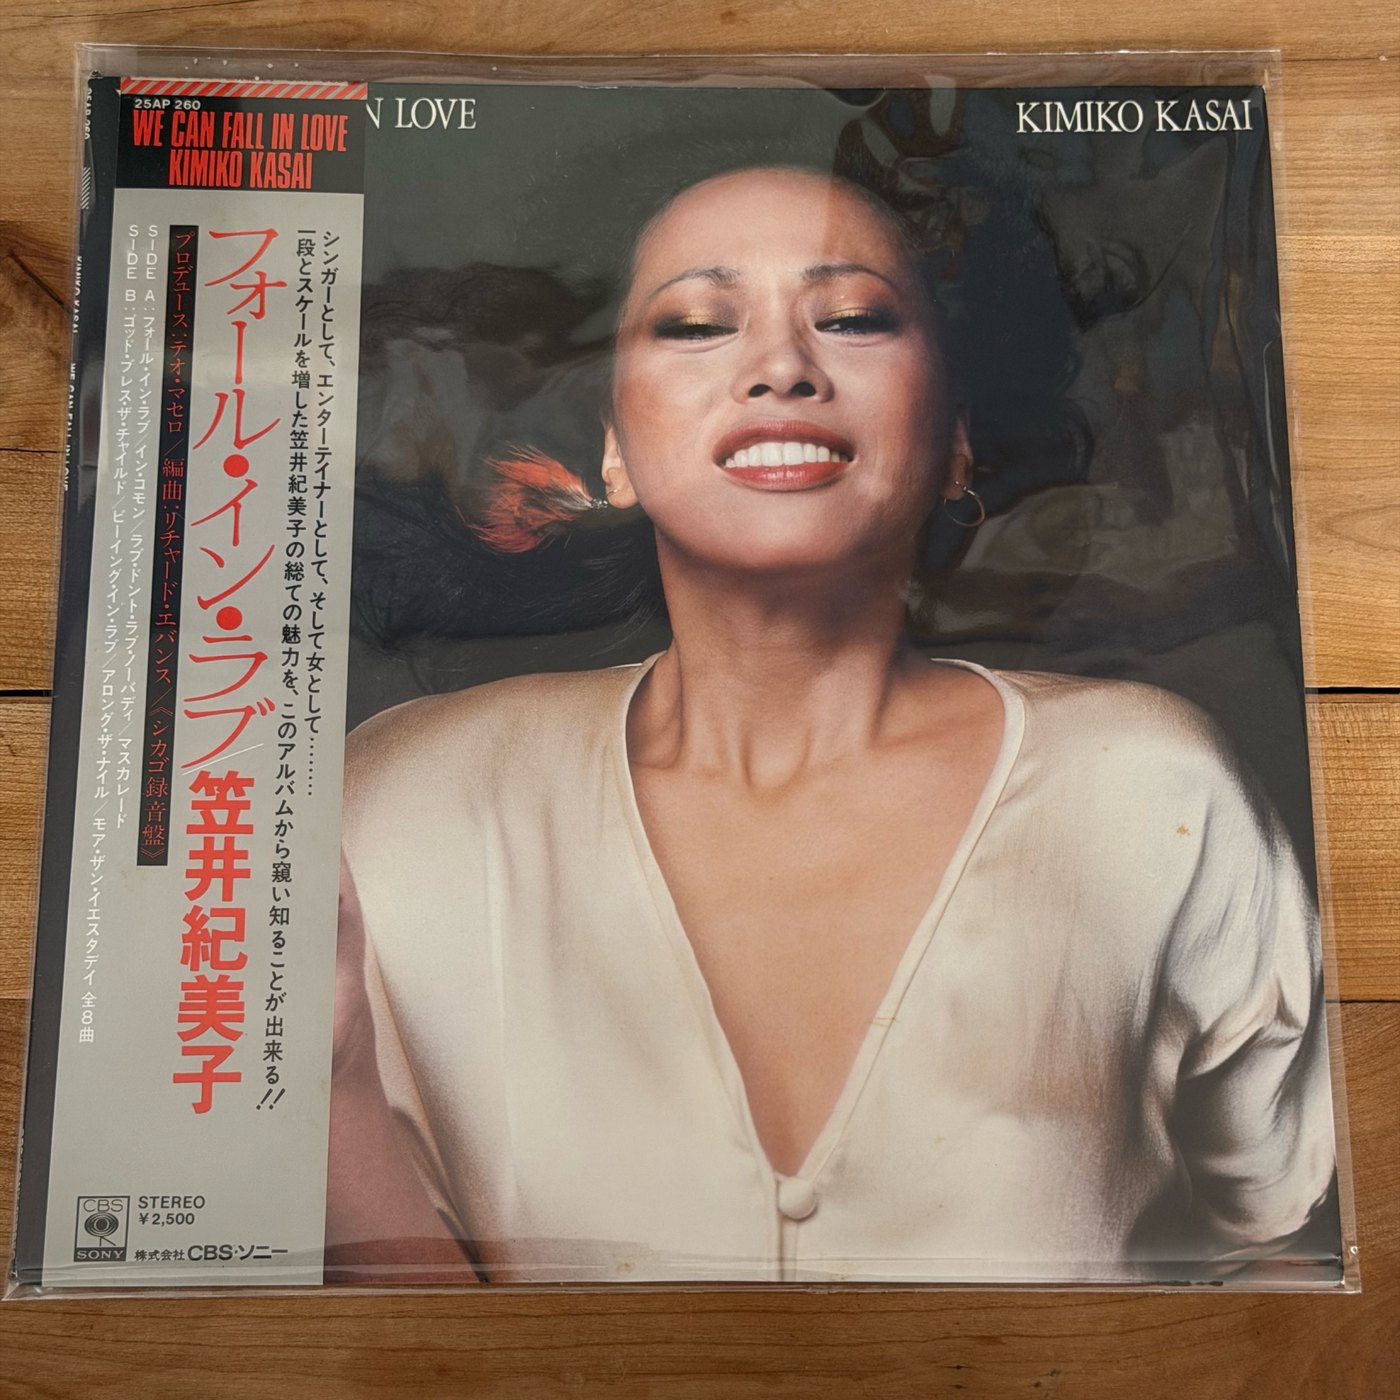 25AP 260
WE CAN FALL IN LOVE
KIMIKO KASAI
N LOVE
KIMIKO KASAI
シンガーとして、エンターテイナーとして、そして女として………
一段とスケールを増した笠井紀美子の総ての魅力を、このアルバムから窺い知ることが出来る!!
フォール・イン・ラブ/笠井紀美子
プロデュース:テオ・マセロ/編曲:リチャード・エバンス/《シカゴ録音盤》
SIDE A:フォール・イン・ラブ/イン・コモン/ラブ・ドント・ラブ・ノーバディ/マスカレード
SIDE B:ゴッド・ブレス・ザ・チャイルド/ビーイング・イン・ラブ/アロング・ザ・ナイル/モア・ザン・イエスタデイ 全8曲
CBS
SONY
STEREO
¥2,500
株式会社 CBS・ソニー
KIMIKO KASAI